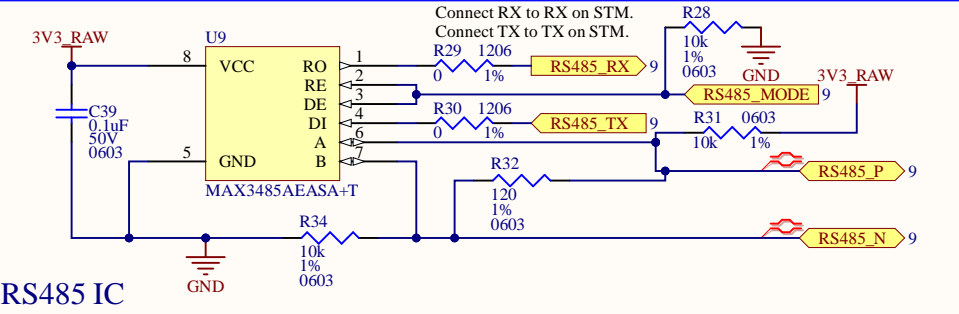 Connect RX to RX on STM.
Connect TX to TX on STM.
3V3_RAW
U9
8
VCC
GND
5
MAX3485AEASA+T
RO
RE
DE
DI
A
B
1
2
3
4
6
7
C39
0.1uF
50V
0603
R29 1206
0 1%
RS485_RX 9
R28
10k
1%
0603
GND
3V3_RAW
RS485_MODE 9
R30 1206
0 1%
RS485_TX 9
R31 0603
10k 1%
R32
120
1%
0603
RS485_P 9
R34
10k
1%
0603
RS485_N 9
GND
RS485 IC